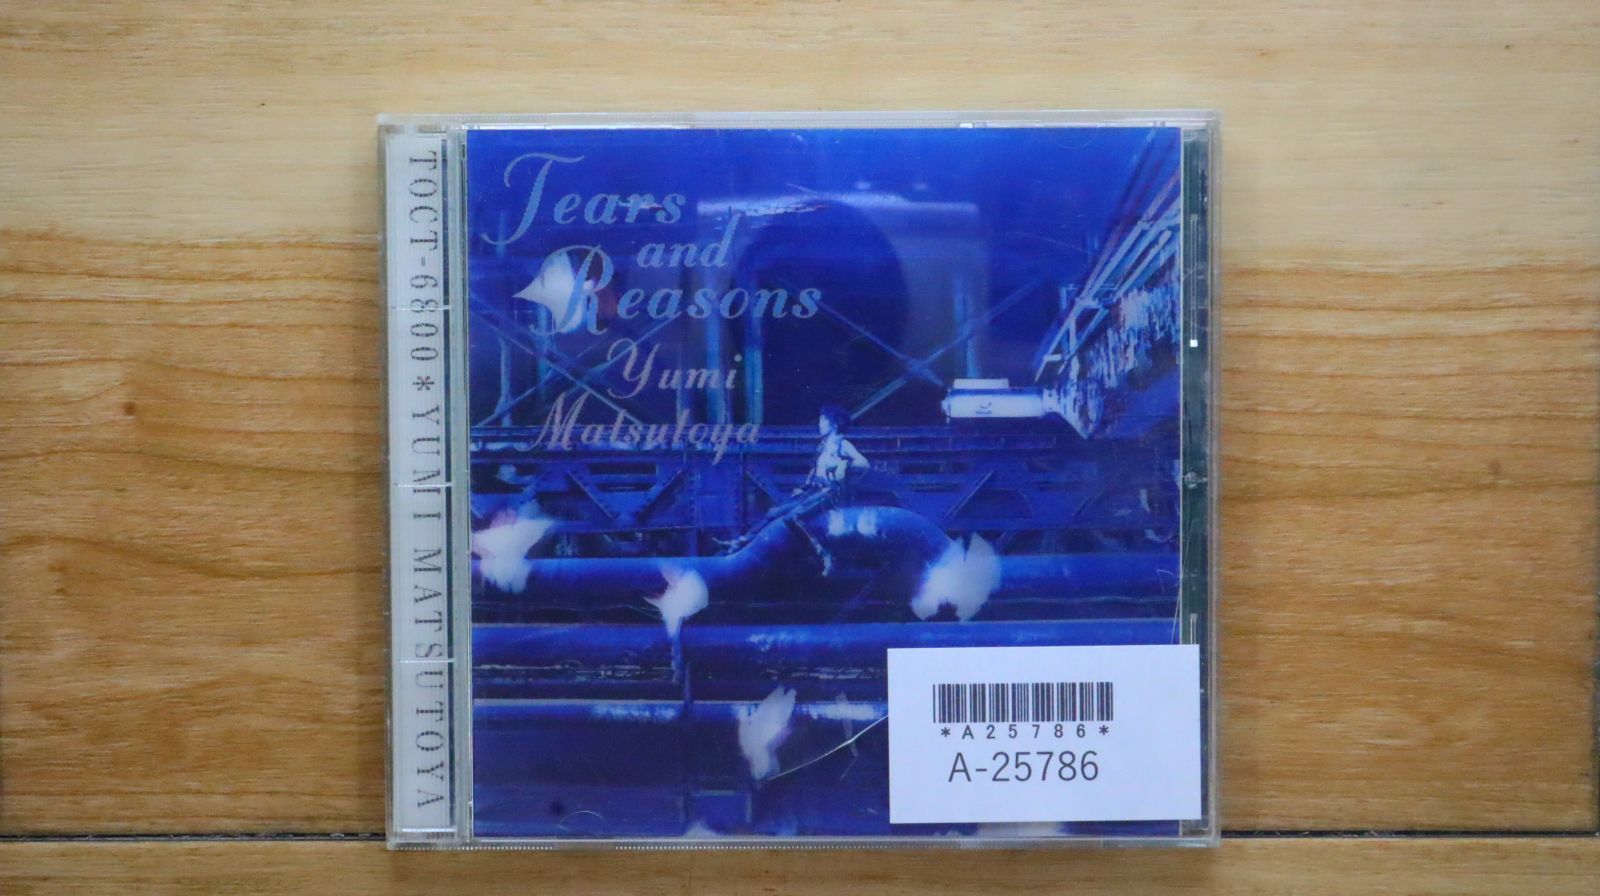 TOCT-6800*YUMI MATSUTOYA
Tears
and
Reasons
Yumi
Matsutoya
*A25786*
A-25786